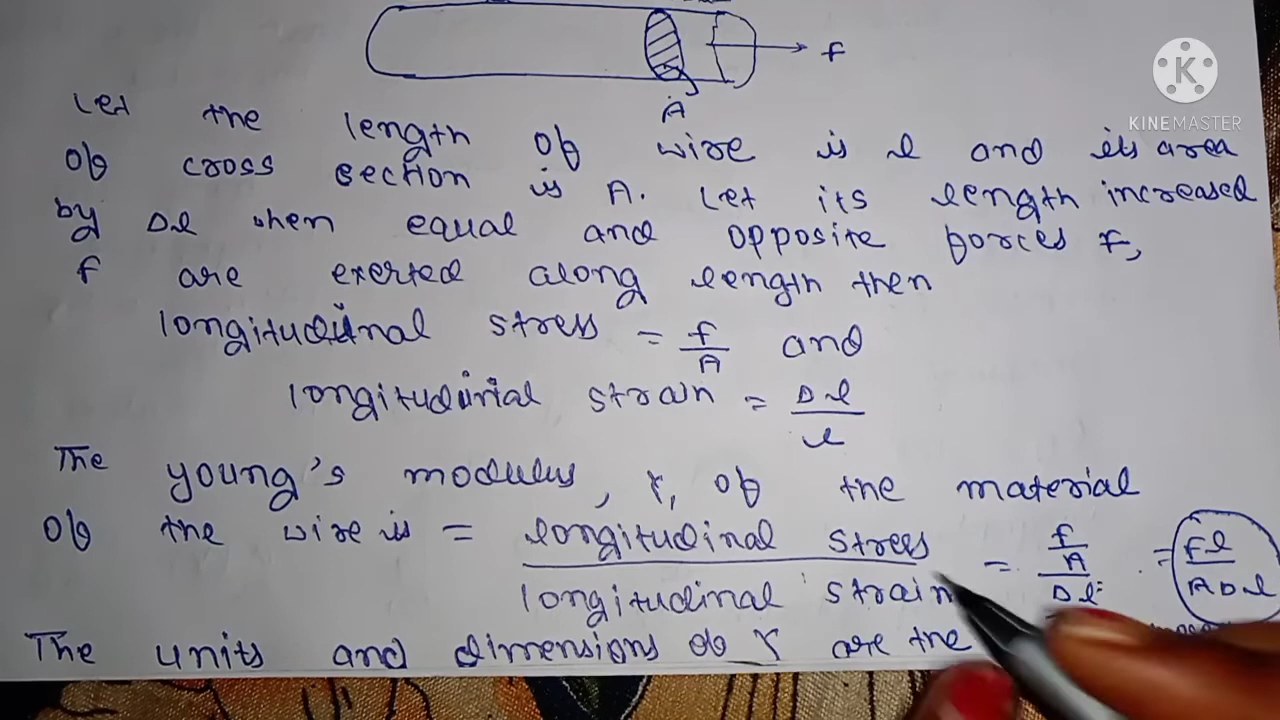 F
A
Let the length of wire is l and its area
of cross section is A. Let its length increased
by Δl when equal and opposite forces F,
F are exerted along length then
longitudinal stress = F/A and
longitudinal strain = Δl/l
The young's modulus, Y, of the material
of the wire is = longitudinal stress / longitudinal strain = F/A / Δl = Fl/AΔl
The units and dimensions of Y are the
K
KINEMASTER